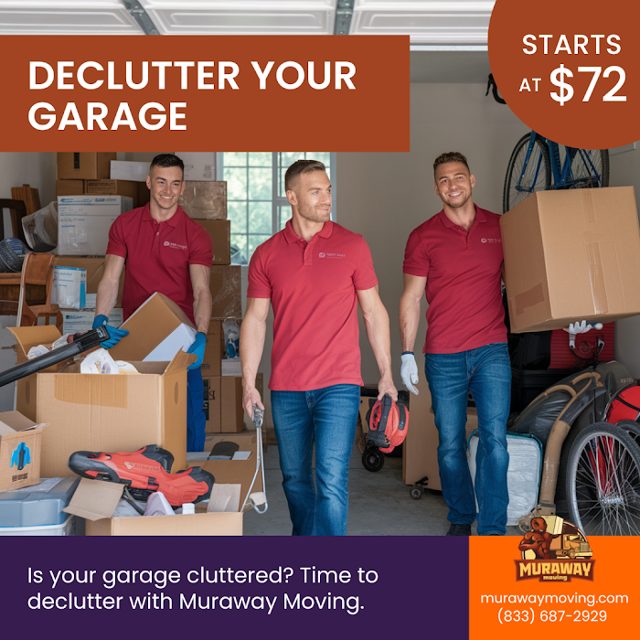 DECLUTTER YOUR
GARAGE
STARTS
AT $72
Is your garage cluttered? Time to
declutter with Muraway Moving.
MURAWAY
moving
murawaymoving.com
(833) 687-2929